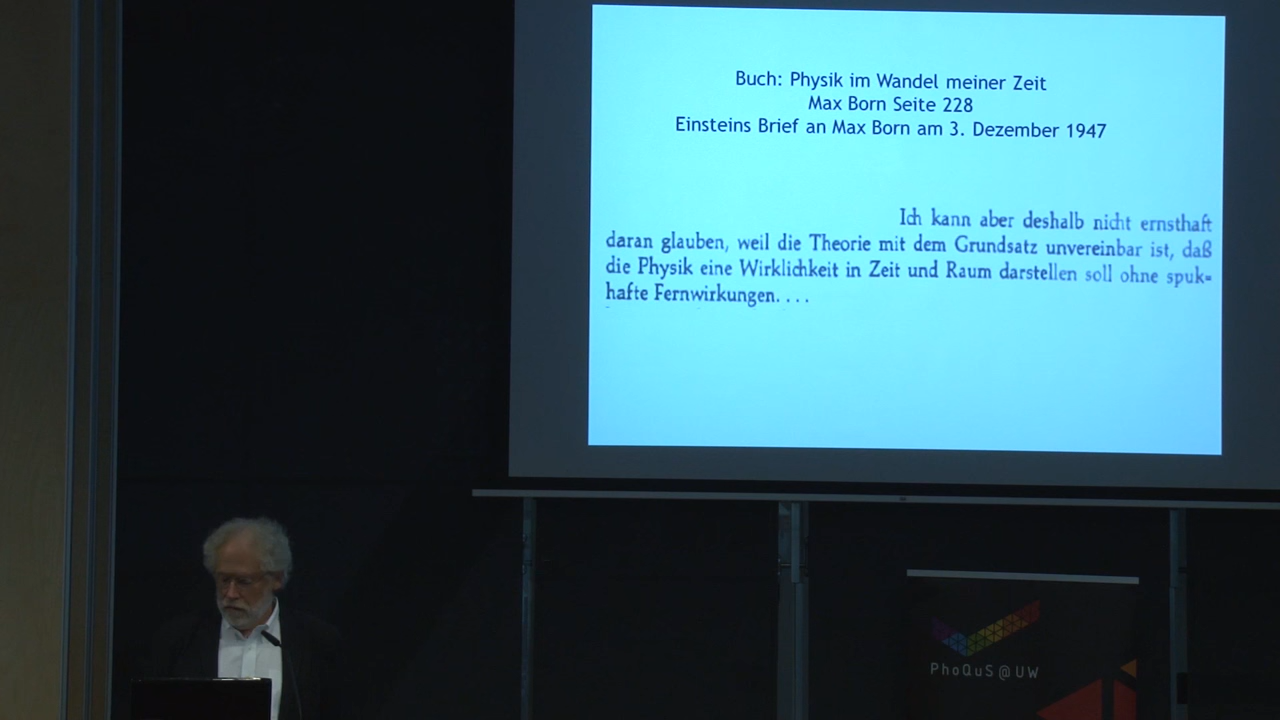 Buch: Physik im Wandel meiner Zeit
Max Born Seite 228
Einsteins Brief an Max Born am 3. Dezember 1947
Ich kann aber deshalb nicht ernsthaft
daran glauben, weil die Theorie mit dem Grundsatz unvereinbar ist, daß
die Physik eine Wirklichkeit in Zeit und Raum darstellen soll ohne spuk-
hafte Fernwirkungen. . . .
PhoQuS@UW